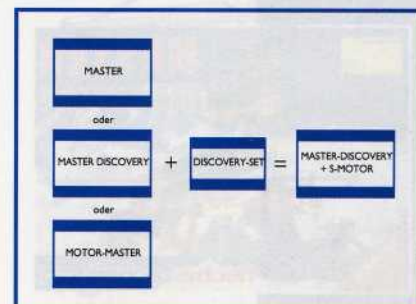 MASTER
oder
MASTER DISCOVERY + DISCOVERY-SET = MASTER-DISCOVERY
+ S-MOTOR
oder
MOTOR-MASTER